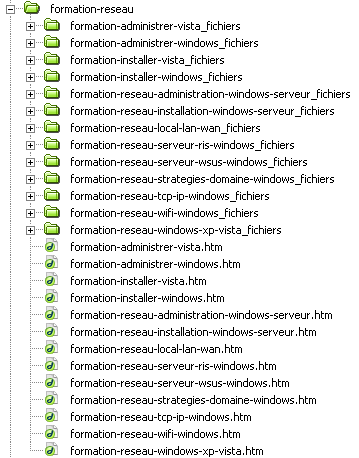 formation-reseau
formation-administrer-vista_fichiers
formation-administrer-windows_fichiers
formation-installer-vista_fichiers
formation-installer-windows_fichiers
formation-reseau-administration-windows-serveur_fichiers
formation-reseau-installation-windows-serveur_fichiers
formation-reseau-local-lan-wan_fichiers
formation-reseau-serveur-ris-windows_fichiers
formation-reseau-serveur-wsus-windows_fichiers
formation-reseau-strategies-domaine-windows_fichiers
formation-reseau-tcp-ip-windows_fichiers
formation-reseau-wifi-windows_fichiers
formation-reseau-windows-xp-vista_fichiers
formation-administrer-vista.htm
formation-administrer-windows.htm
formation-installer-vista.htm
formation-installer-windows.htm
formation-reseau-administration-windows-serveur.htm
formation-reseau-installation-windows-serveur.htm
formation-reseau-local-lan-wan.htm
formation-reseau-serveur-ris-windows.htm
formation-reseau-serveur-wsus-windows.htm
formation-reseau-strategies-domaine-windows.htm
formation-reseau-tcp-ip-windows.htm
formation-reseau-wifi-windows.htm
formation-reseau-windows-xp-vista.htm